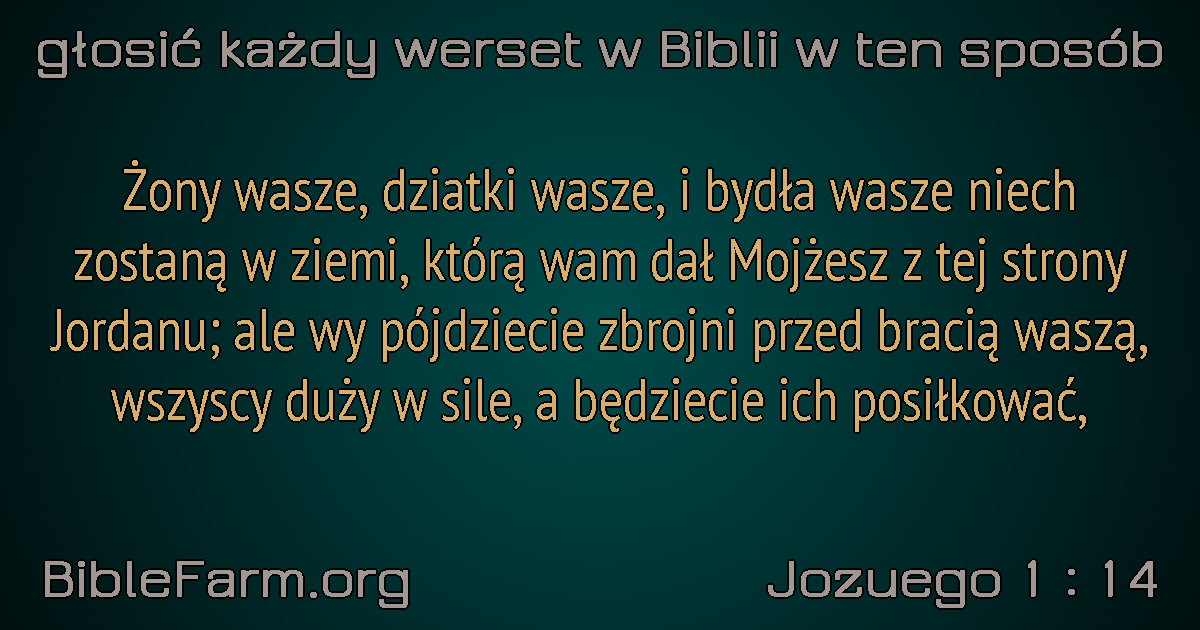 głosić każdy werset w Biblii w ten sposób
Żony wasze, dziatki wasze, i bydła wasze niech
zostaną w ziemi, którą wam dał Mojżesz z tej strony
Jordanu; ale wy pójdziecie zbrojni przed bracią waszą,
wszyscy duży w sile, a będziecie ich posiłkować,
BibleFarm.org
Jozuego 1 : 14